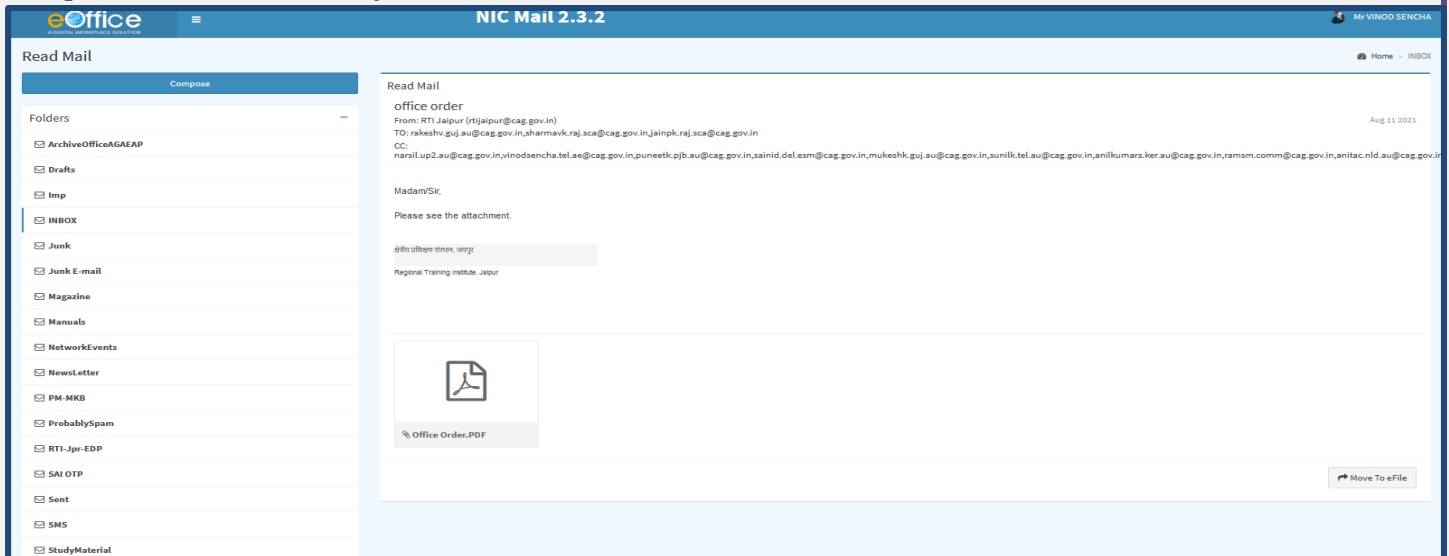 eOffice
A DIGITAL WORKPLACE SOLUTION
NIC Mail 2.3.2
Mr VINOD SENCHA
Read Mail
Home > INBOX
Compose
Folders
ArchiveOfficeAGAEAP
Drafts
Imp
INBOX
Junk
Junk E-mail
Magazine
Manuals
NetworkEvents
NewsLetter
PM-MKB
ProbablySpam
RTI-Jpr-EDP
SAI OTP
Sent
SMS
StudyMaterial
Read Mail
office order
From: RTI Jaipur (rtijaipur@cag.gov.in)
Aug 11 2021
TO: rakeshv.guj.au@cag.gov.in,sharmavk.raj.sca@cag.gov.in,jainpk.raj.sca@cag.gov.in
CC:
narsil.up2.au@cag.gov.in,vinodsencha.tel.ae@cag.gov.in,puneetk.pjb.au@cag.gov.in,sainid.del.esm@cag.gov.in,mukeshk.guj.au@cag.gov.in,sunilk.tel.au@cag.gov.in,anilkumars.ker.au@cag.gov.in,ramsm.comm@cag.gov.in,anitac.nld.au@cag.gov.in
Madam/Sir,
Please see the attachment.
क्षेत्रीय प्रशिक्षण संस्थान, जयपुर
Regional Training Institute, Jaipur
Office Order.PDF
Move To eFile